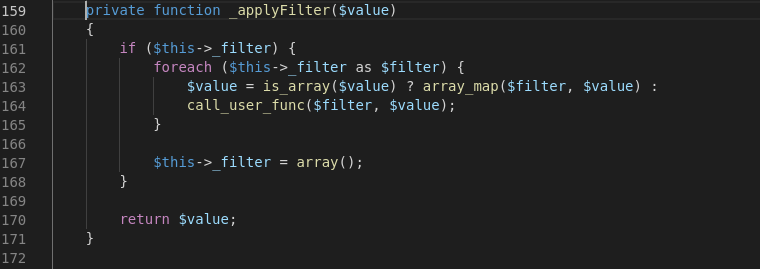 159 private function _applyFilter($value)
160 {
161 if ($this->_filter) {
162 foreach ($this->_filter as $filter) {
163 $value = is_array($value) ? array_map($filter, $value) :
164 call_user_func($filter, $value);
165 }
166
167 $this->_filter = array();
168 }
169
170 return $value;
171 }
172